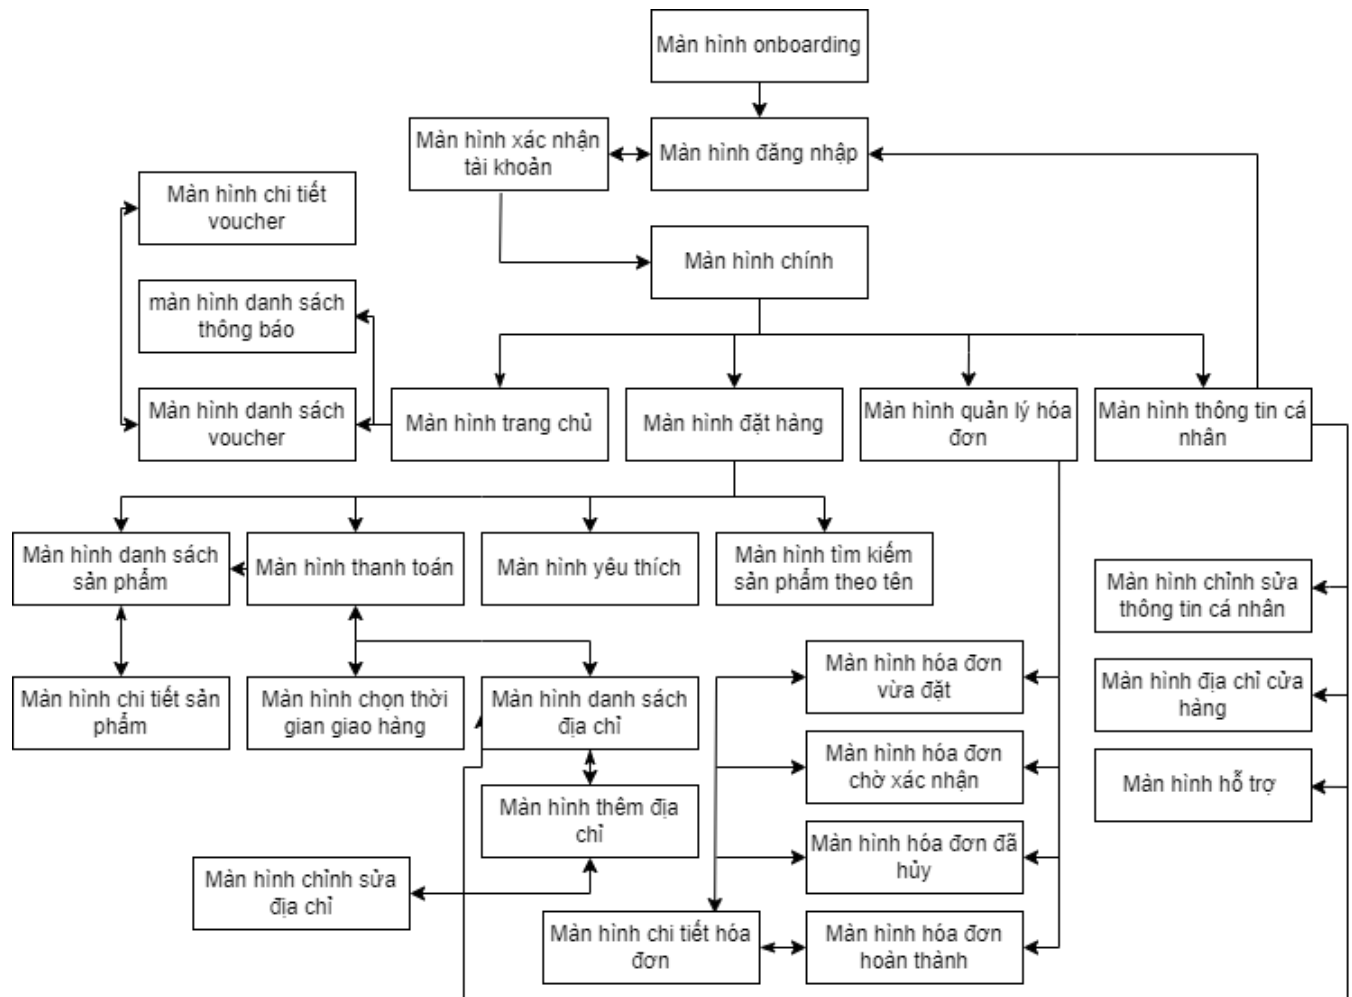 Màn hình onboarding
Màn hình xác nhận
tài khoản
Màn hình đăng nhập
Màn hình chi tiết
voucher
Màn hình chính
màn hình danh sách
thông báo
Màn hình danh sách
voucher
Màn hình trang chủ
Màn hình đặt hàng
Màn hình quản lý hóa
đơn
Màn hình thông tin cá
nhân
Màn hình danh sách
sản phẩm
Màn hình thanh toán
Màn hình yêu thích
Màn hình tìm kiếm
sản phẩm theo tên
Màn hình chỉnh sửa
thông tin cá nhân
Màn hình chi tiết sản
phẩm
Màn hình chọn thời
gian giao hàng
Màn hình danh sách
địa chỉ
Màn hình hóa đơn
vừa đặt
Màn hình địa chỉ cửa
hàng
Màn hình hóa đơn
chờ xác nhận
Màn hình hỗ trợ
Màn hình thêm địa
chỉ
Màn hình hóa đơn đã
hủy
Màn hình chỉnh sửa
địa chỉ
Màn hình chi tiết hóa
đơn
Màn hình hóa đơn
hoàn thành